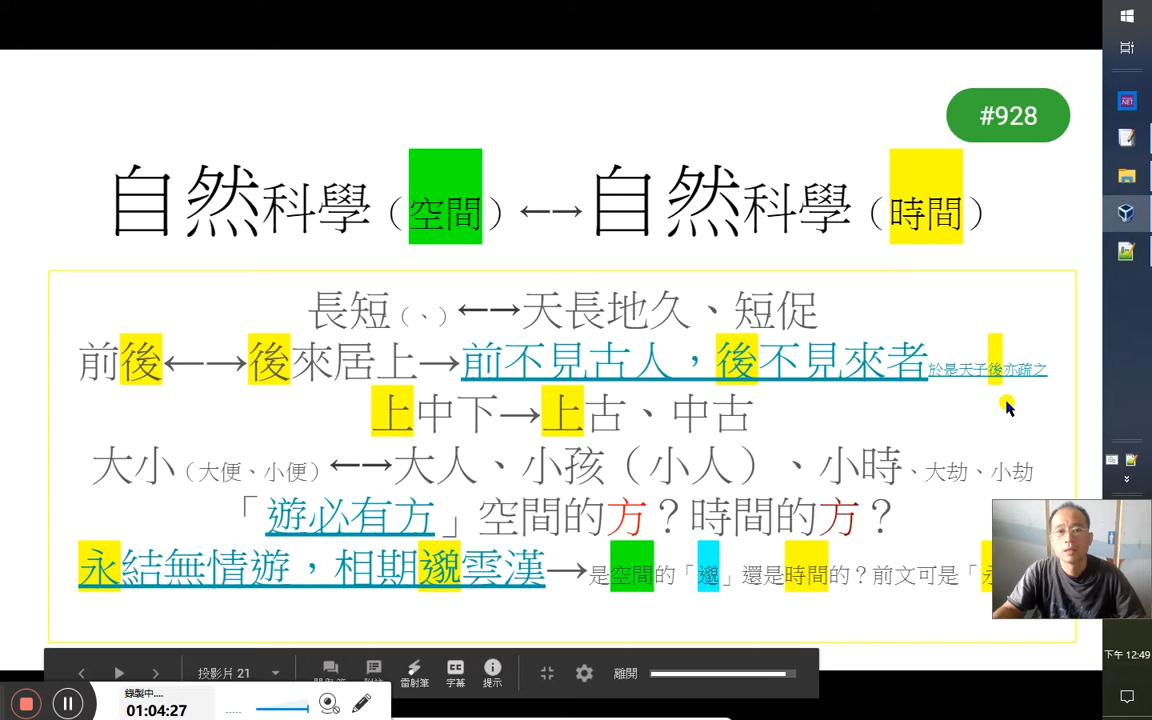 #928
自然科學（空間）←→自然科學（時間）
長短（、）←→天長地久、短促
前後←→後來居上→前不見古人，後不見來者於是天子後亦疏之
上中下→上古、中古
大小（大便、小便）←→大人、小孩（小人）、小時、大劫、小劫
「遊必有方」空間的方？時間的方？
永結無情遊，相期邈雲漢→是空間的「邈」還是時間的？前文可是「
投影片 21
雷射筆
字幕
提示
離開
錄製中....
01:04:27
下午 12:49